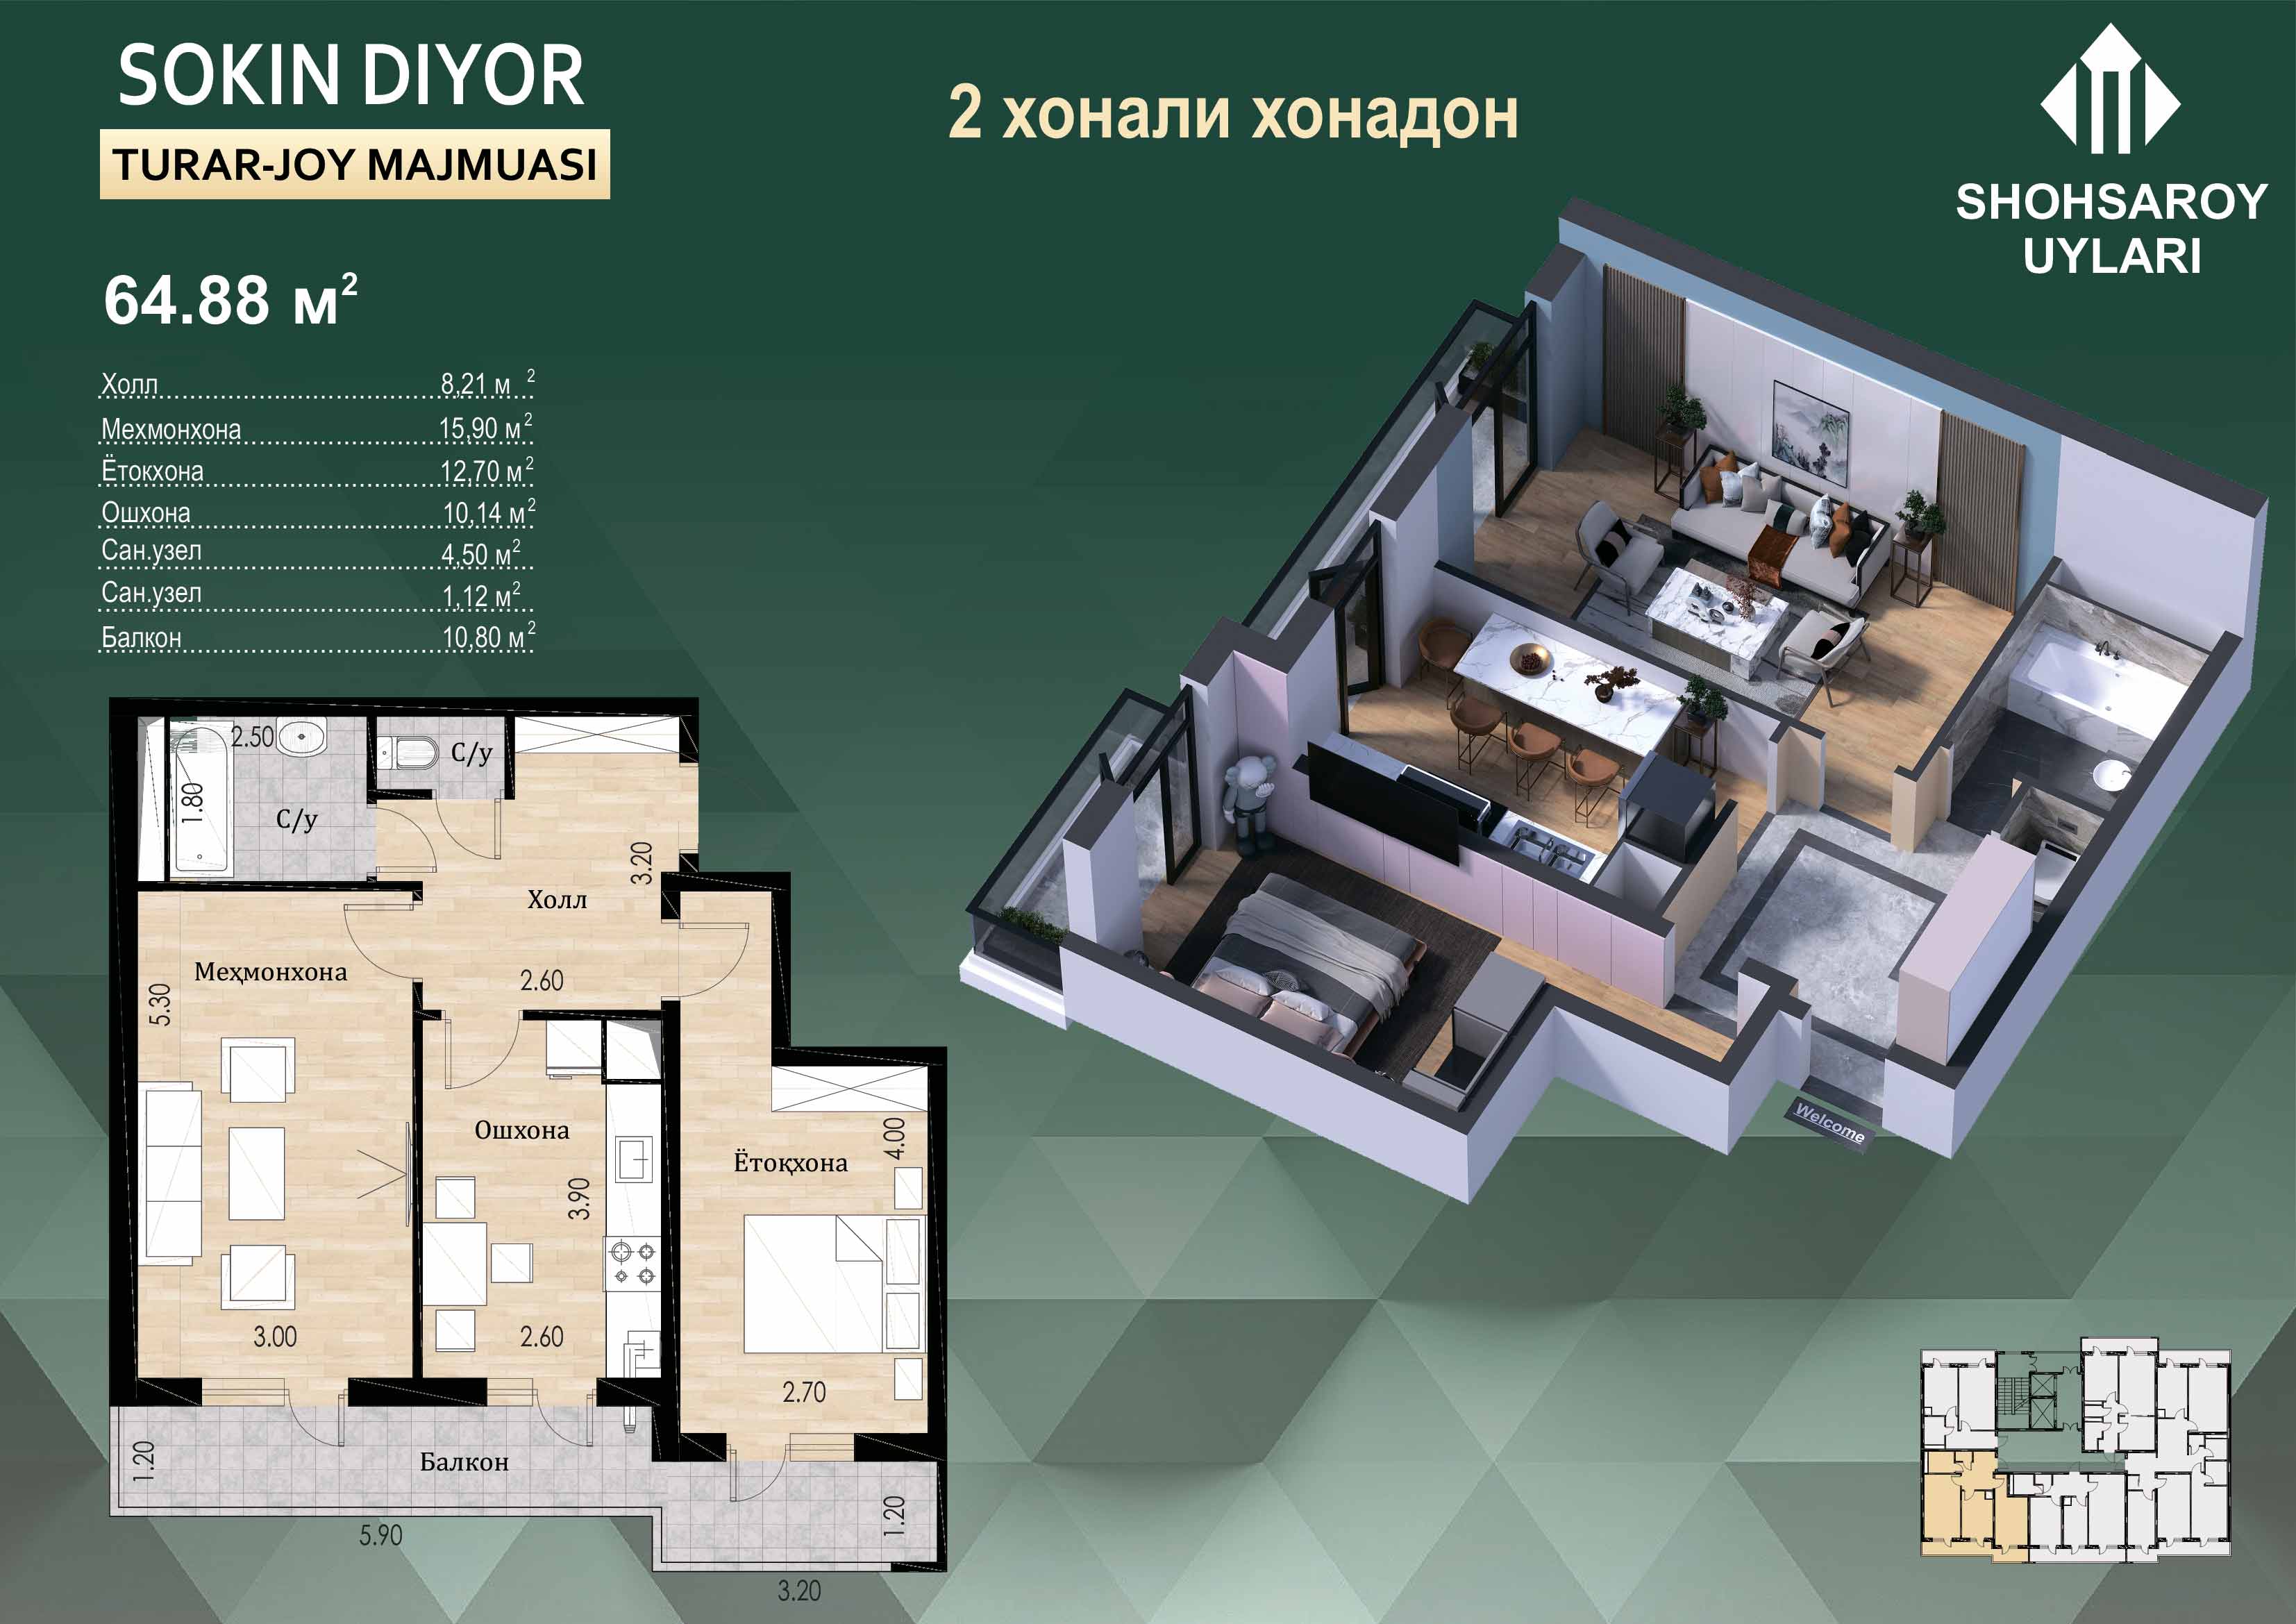 SOKIN DIYOR
TURAR-JOY MAJMUASI
2 хонали хонадон
SHOHSAROY
UYLARI
64.88 м²
Холл 8,21 м ²
Мехмонхона 15,90 м²
Ётокхона 12,70 м²
Ошхона 10,14 м²
Сан.узел 4,50 м²
Сан.узел 1,12 м²
Балкон 10,80 м²
2.50
С/у
1.80
С/у
3.20
Холл
2.60
Меҳмонхона
5.30
Ошхона
4.00
Ётоқхона
3.90
3.00
2.60
2.70
1.20
Балкон
1.20
5.90
3.20
Welcome